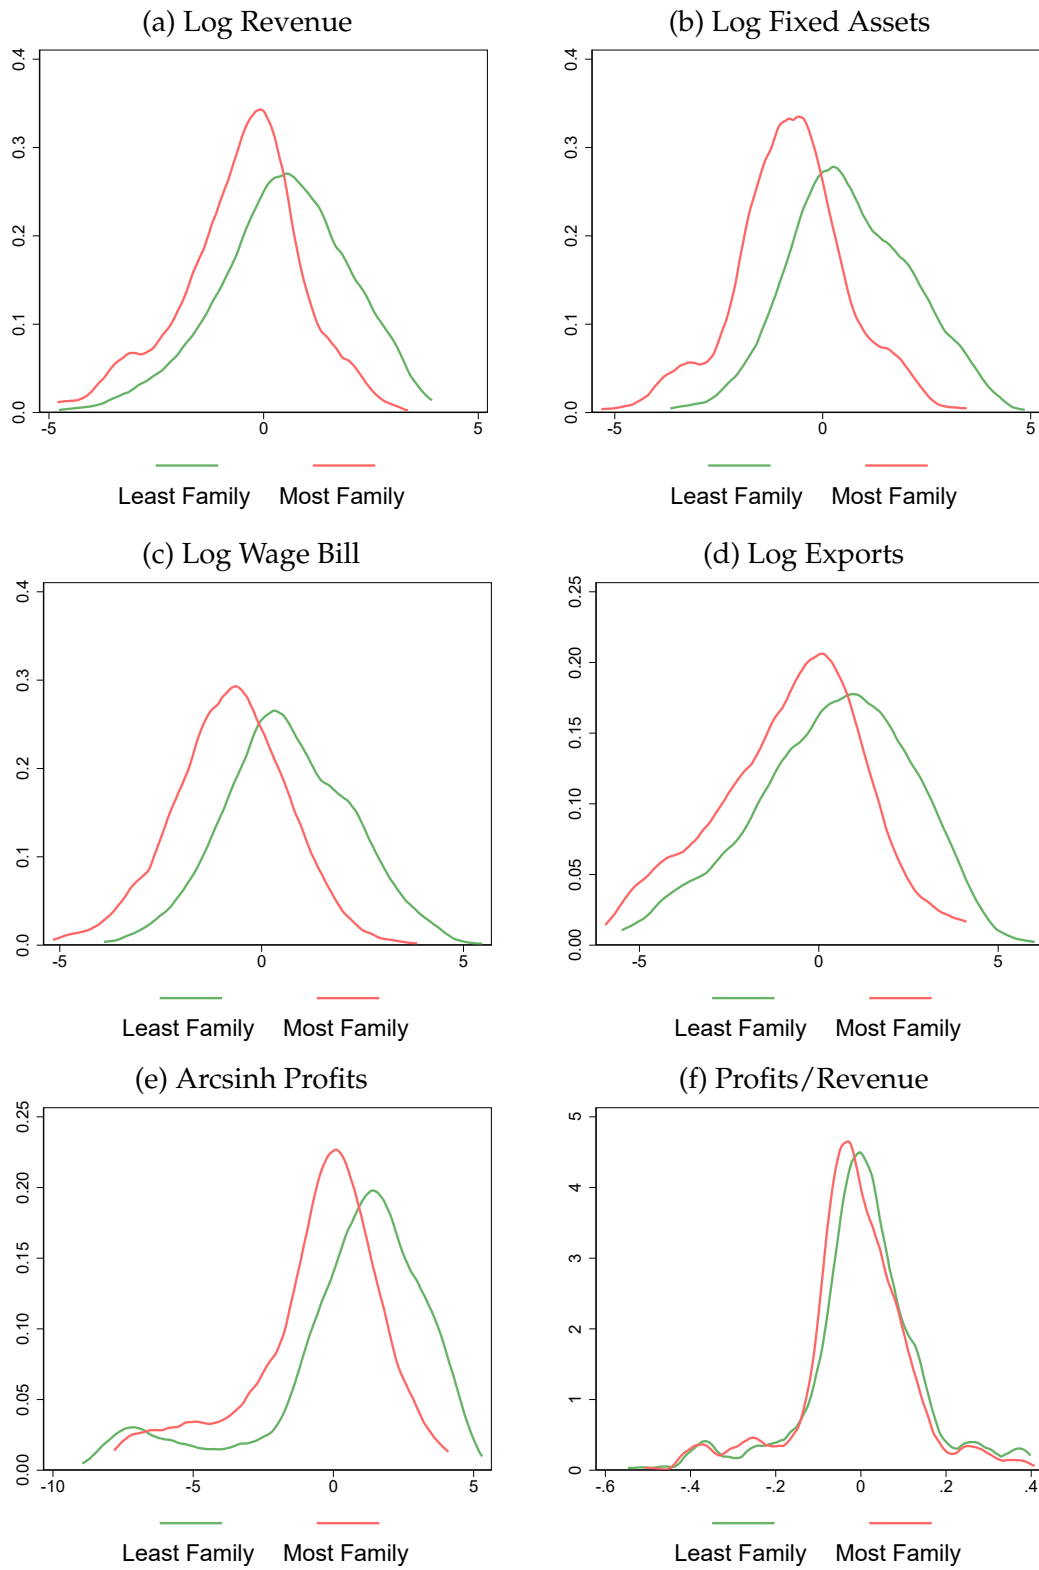 (a) Log Revenue
0.0 0.1 0.2 0.3 0.4
-5 0 5
Least Family Most Family
(b) Log Fixed Assets
0.0 0.1 0.2 0.3 0.4
-5 0 5
Least Family Most Family
(c) Log Wage Bill
0.0 0.1 0.2 0.3 0.4
-5 0 5
Least Family Most Family
(d) Log Exports
0.00 0.05 0.10 0.15 0.20 0.25
-5 0 5
Least Family Most Family
(e) Arcsinh Profits
0.00 0.05 0.10 0.15 0.20 0.25
-10 -5 0 5
Least Family Most Family
(f) Profits/Revenue
0 1 2 3 4 5
-.6 -.4 -.2 0 .2 .4
Least Family Most Family